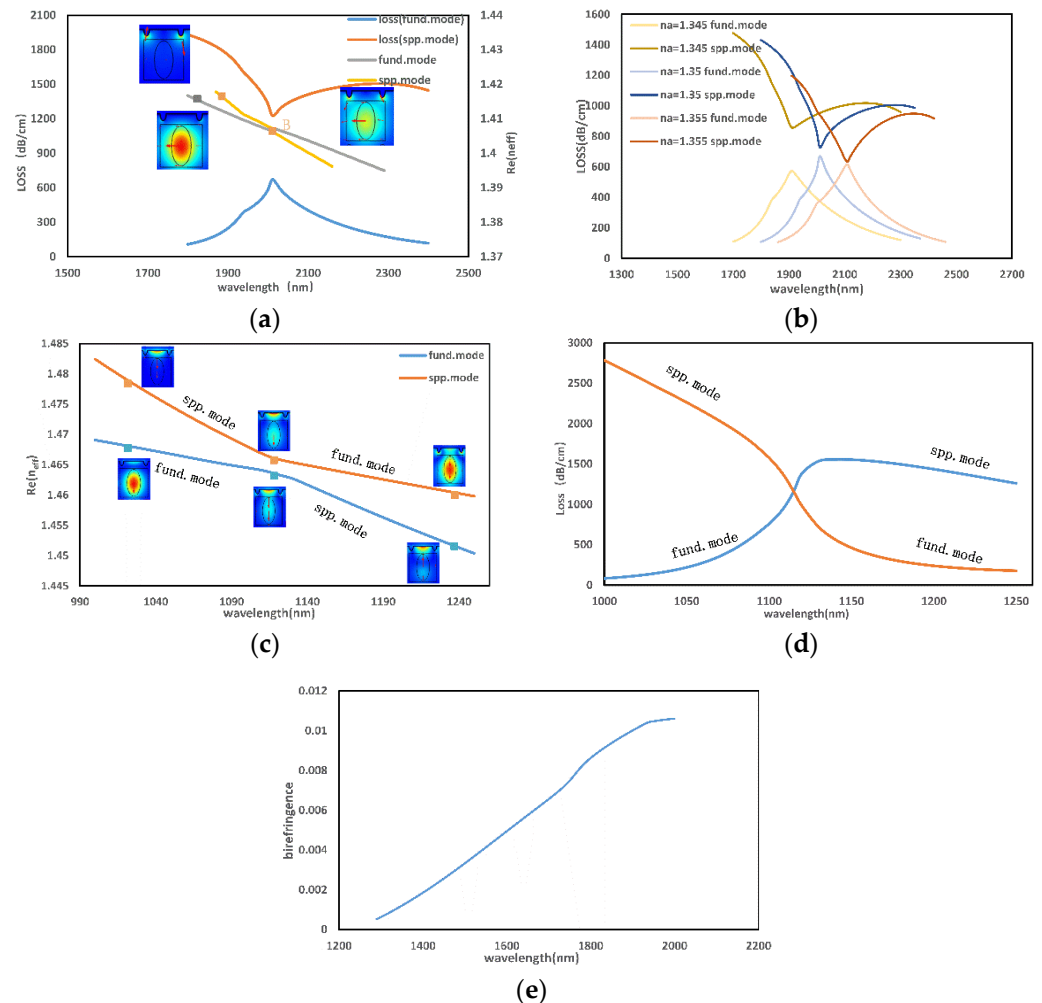 2100
1800
1500
1200
900
600
300
0
LOSS (dB/cm)
1500
1700
1900
2100
2300
2500
wavelength (nm)
1.44
1.43
1.42
1.41
1.4
1.39
1.38
1.37
Re(neff)
loss(fund.mode)
loss(spp.mode)
fund.mode
spp.mode
B
(a)
1600
1400
1200
1000
800
600
400
200
0
LOSS(dB/cm)
1300
1500
1700
1900
2100
2300
2500
2700
wavelength(nm)
na=1.345 fund.mode
na=1.345 spp.mode
na=1.35 fund.mode
na=1.35 spp.mode
na=1.355 fund.mode
na=1.355 spp.mode
(b)
1.485
1.48
1.475
1.47
1.465
1.46
1.455
1.45
1.445
Re(neff)
990
1040
1090
1140
1190
1240
wavelength(nm)
fund.mode
spp.mode
spp. mode
fund. mode
fund. mode
spp. mode
(c)
3000
2500
2000
1500
1000
500
0
Loss (dB/cm)
1000
1050
1100
1150
1200
1250
wavelength(nm)
spp. mode
spp. mode
fund. mode
fund. mode
(d)
0.012
0.01
0.008
0.006
0.004
0.002
0
birefringence
1200
1400
1600
1800
2000
2200
wavelength(nm)
(e)